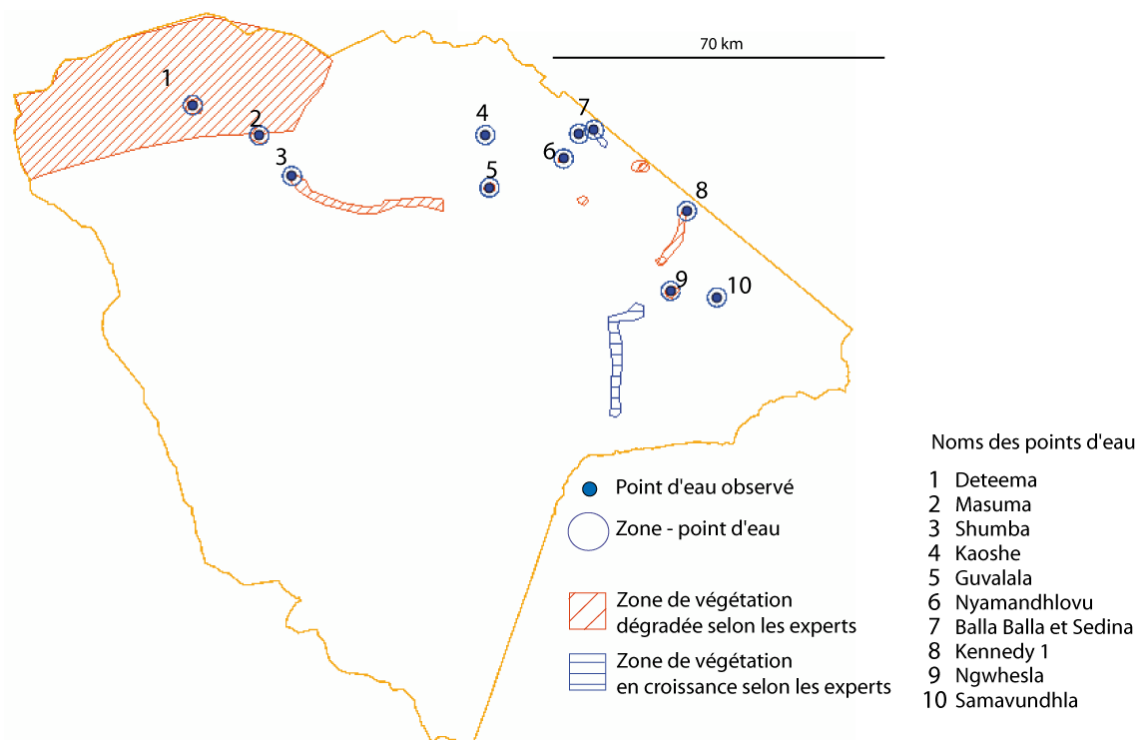 70 km
1
2
3
4
5
6
7
8
9
10
Point d'eau observé
Zone - point d'eau
Zone de végétation
dégradée selon les experts
Zone de végétation
en croissance selon les experts
Noms des points d'eau
1 Deteema
2 Masuma
3 Shumba
4 Kaoshe
5 Guvalala
6 Nyamandhlovu
7 Balla Balla et Sedina
8 Kennedy 1
9 Ngwhesla
10 Samavundhla